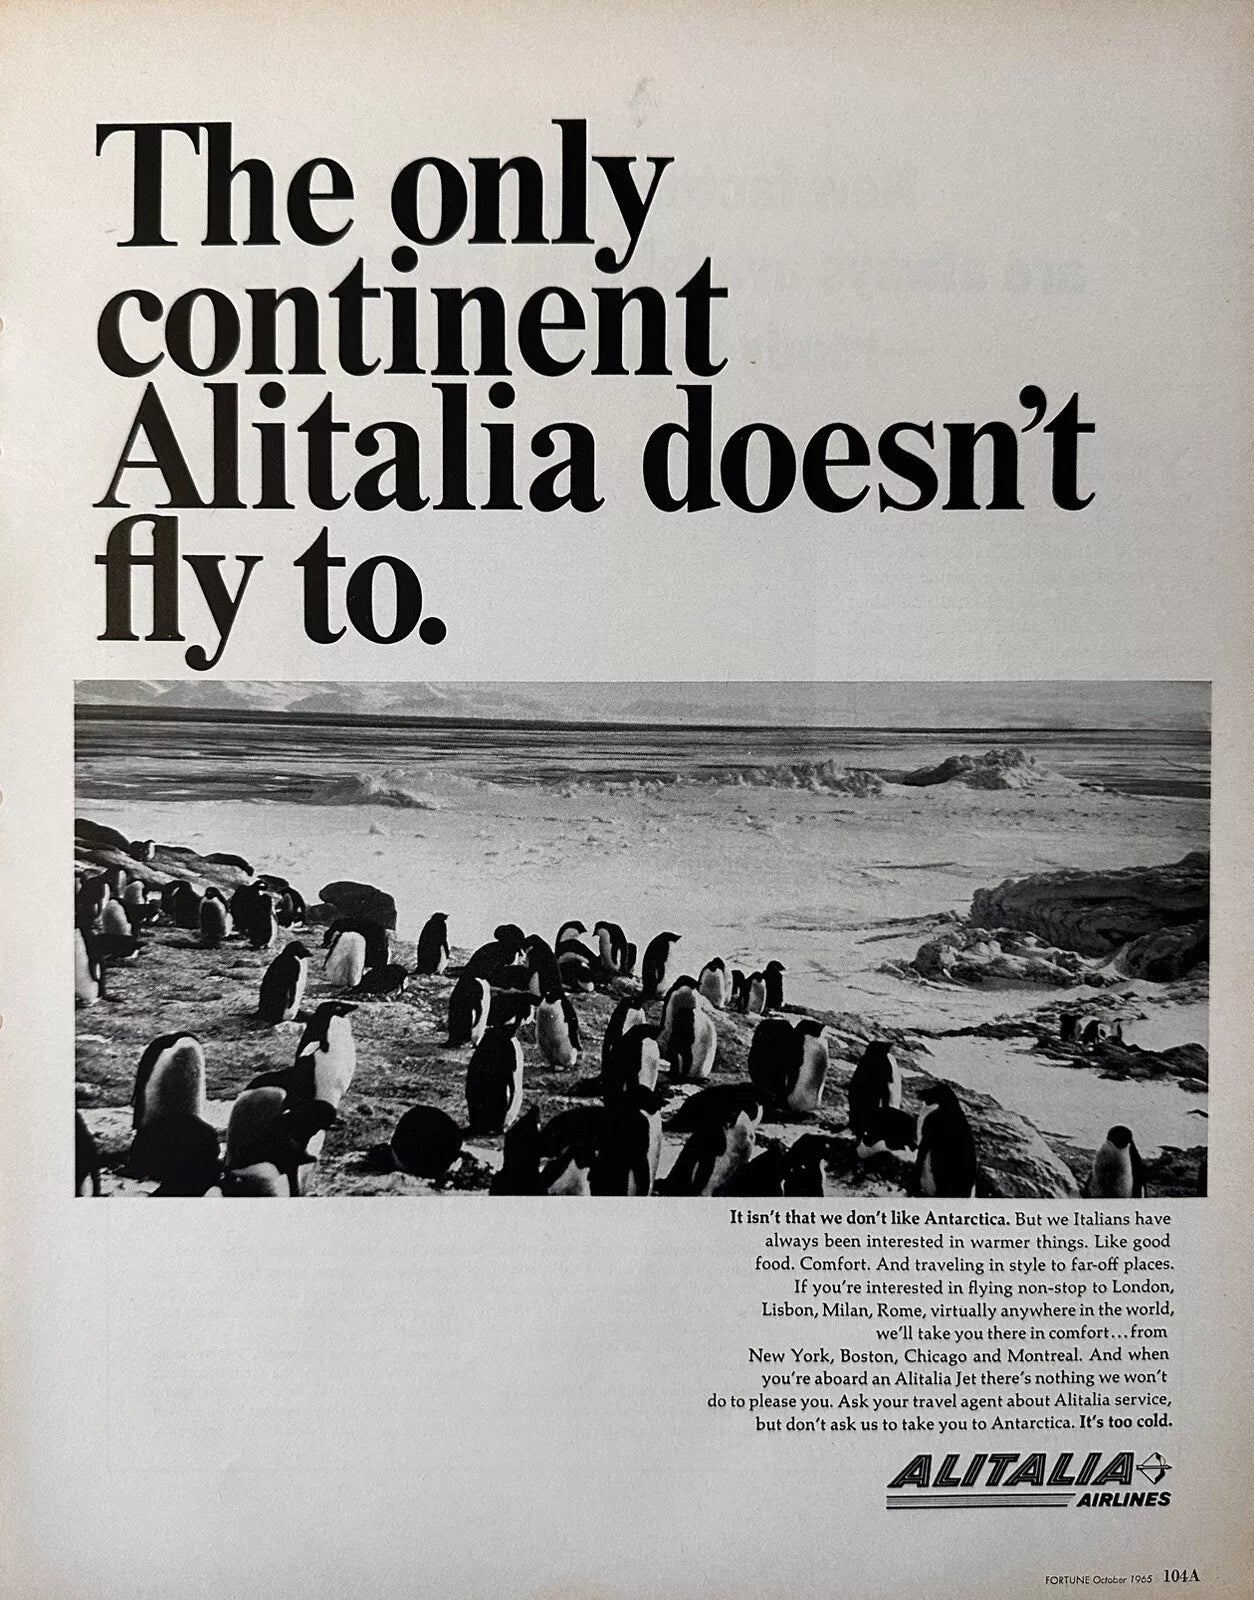 The only
continent
Alitalia doesn't
fly to.
It isn't that we don't like Antarctica. But we Italians have
always been interested in warmer things. Like good
food. Comfort. And traveling in style to far-off places.
If you're interested in flying non-stop to London,
Lisbon, Milan, Rome, virtually anywhere in the world,
we'll take you there in comfort...from
New York, Boston, Chicago and Montreal. And when
you're aboard an Alitalia Jet there's nothing we won't
do to please you. Ask your travel agent about Alitalia service,
but don't ask us to take you to Antarctica. It's too cold.
ALITALIA
AIRLINES
FORTUNE October 1965 104A